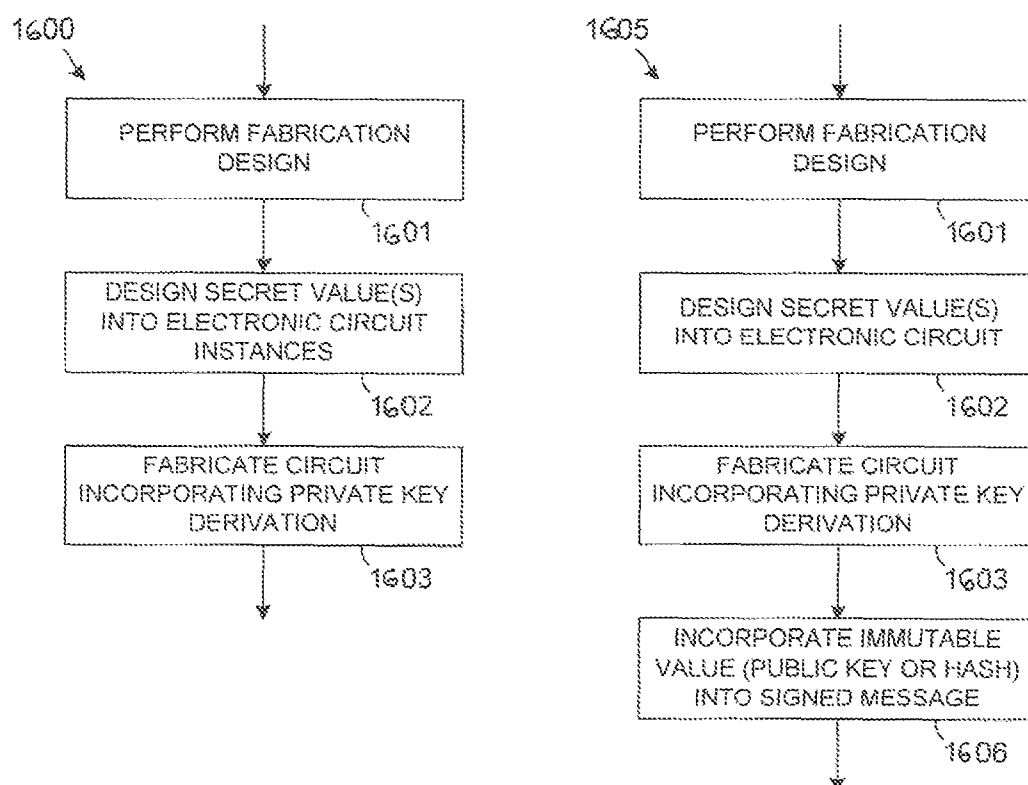 1600
PERFORM FABRICATION
DESIGN
1601
DESIGN SECRET VALUE(S)
INTO ELECTRONIC CIRCUIT
INSTANCES
1602
FABRICATE CIRCUIT
INCORPORATING PRIVATE KEY
DERIVATION
1603
1605
PERFORM FABRICATION
DESIGN
1601
DESIGN SECRET VALUE(S)
INTO ELECTRONIC CIRCUIT
1602
FABRICATE CIRCUIT
INCORPORATING PRIVATE KEY
DERIVATION
1603
INCORPORATE IMMUTABLE
VALUE (PUBLIC KEY OR HASH)
INTO SIGNED MESSAGE
1606